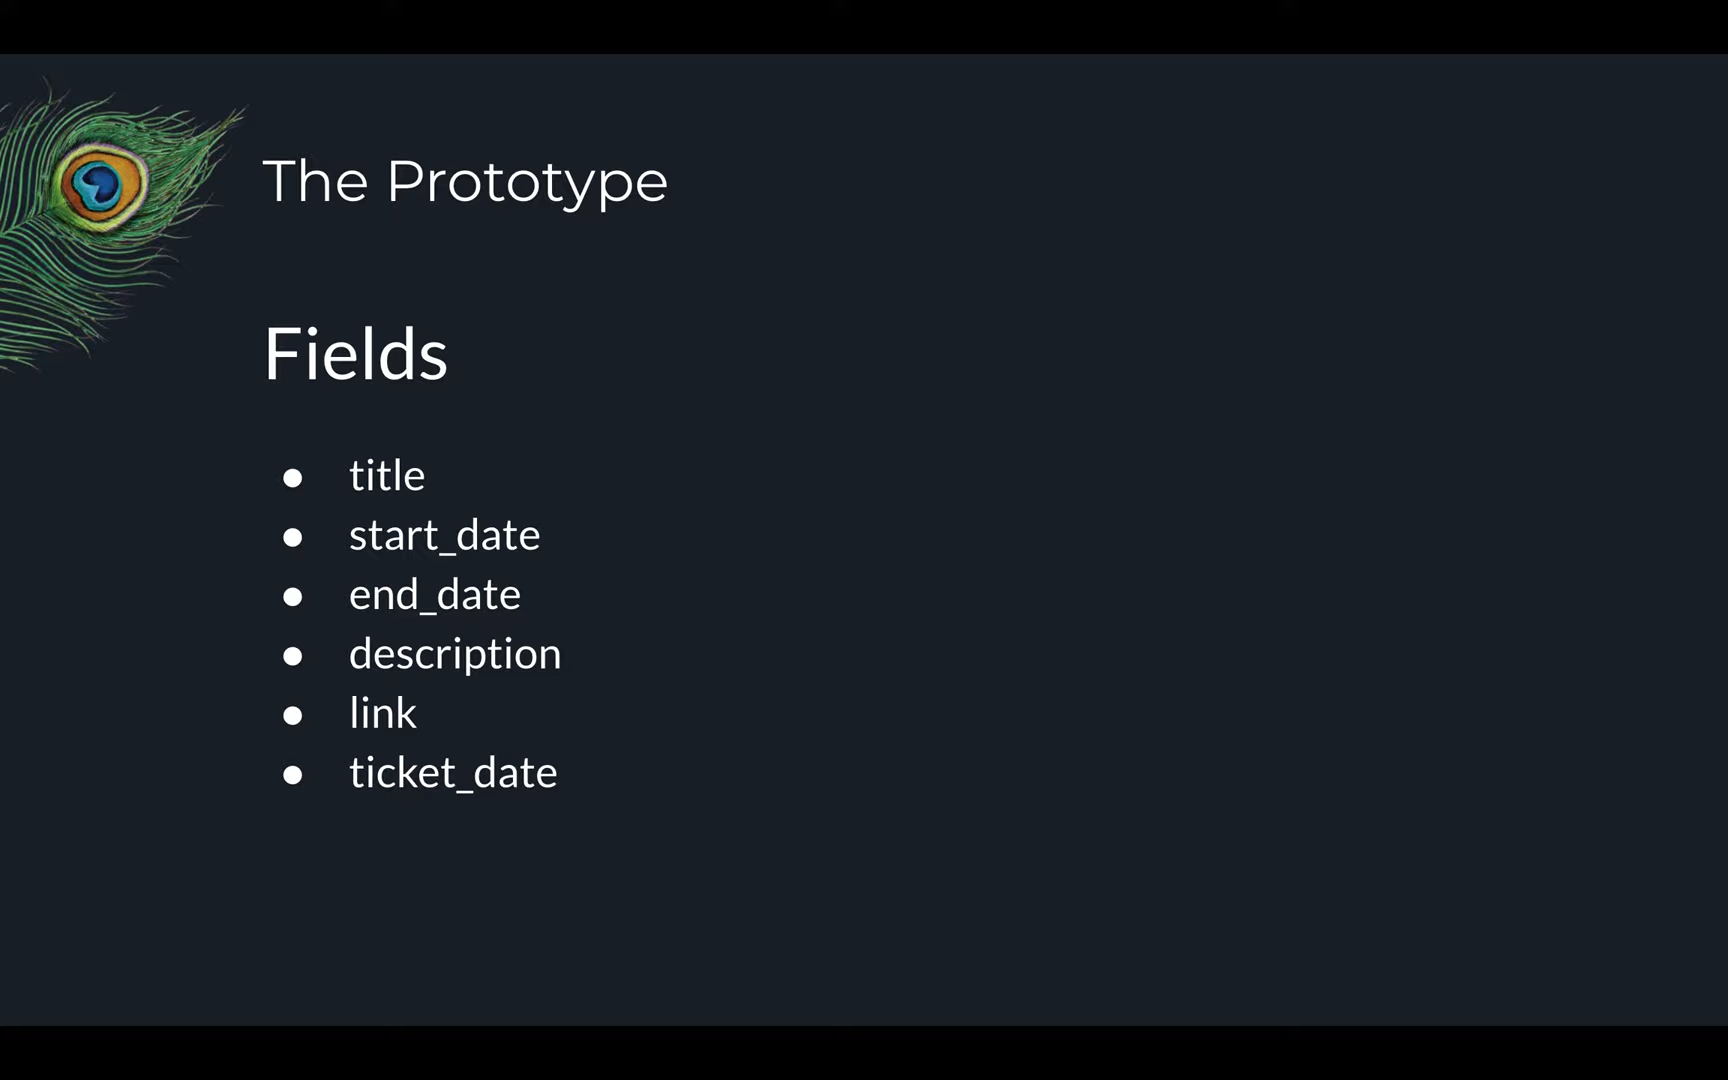 The Prototype
Fields
● title
● start_date
● end_date
● description
● link
● ticket_date